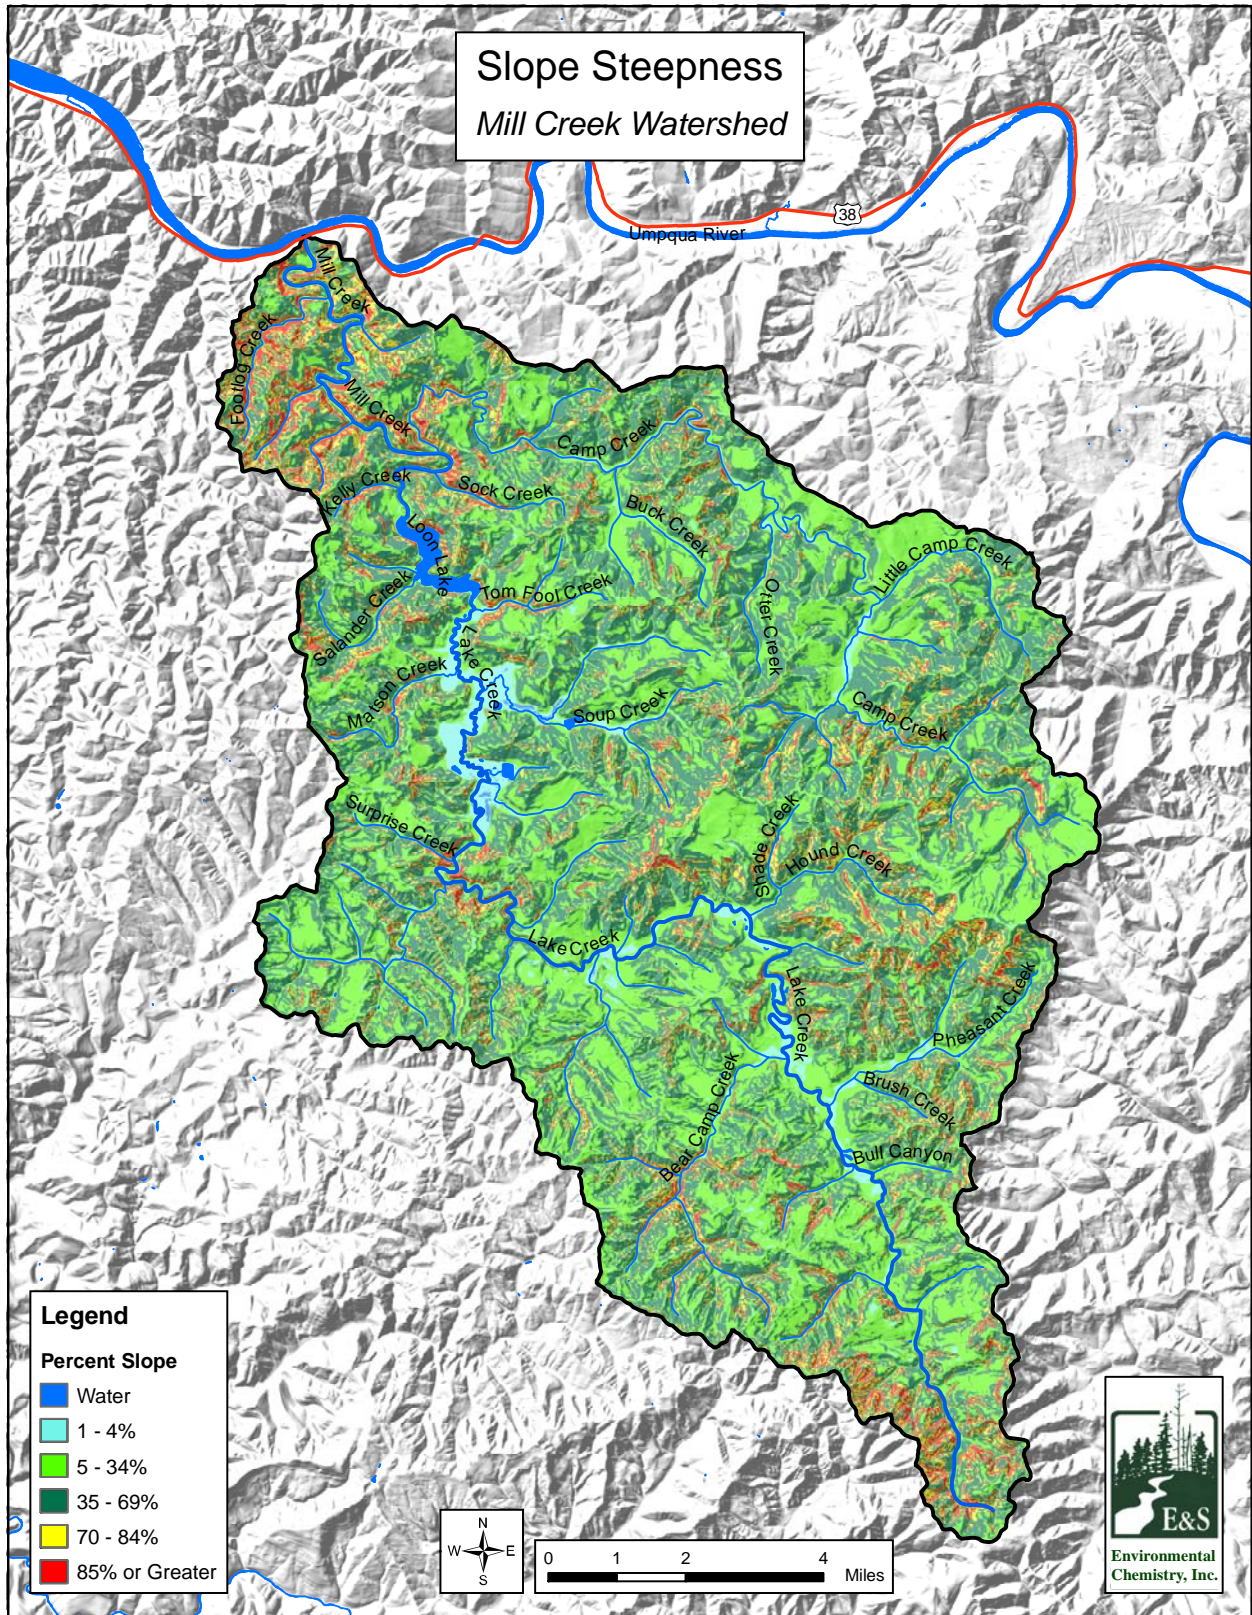 Slope Steepness
Mill Creek Watershed
38
Umpqua River
Mill Creek
Footlog Creek
Mill Creek
Camp Creek
Kelly Creek
Sock Creek
Buck Creek
Loon Lake
Little Camp Creek
Tom Fool Creek
Otter Creek
Salander Creek
Lake Creek
Matson Creek
Soup Creek
Camp Creek
Surprise Creek
Shade Creek
Hound Creek
Lake Creek
Lake Creek
Pheasant Creek
Bear Camp Creek
Brush Creek
Bull Canyon
Legend
Percent Slope
Water
1 - 4%
5 - 34%
35 - 69%
70 - 84%
85% or Greater
N
W E
S
0 1 2 4
Miles
E&S
Environmental
Chemistry, Inc.